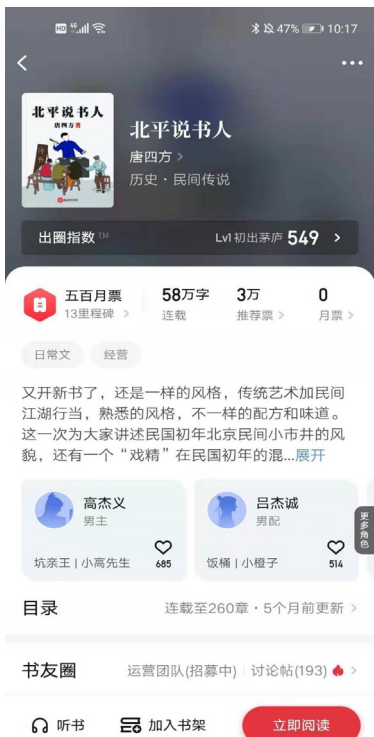 HD 47% 10:17
北平说书人
唐四方著
北平说书人
唐四方 >
历史·民间传说
出圈指数™ Lv1初出茅庐 549 >
五百月票 58万字 3万 0
13里程碑 > 连载 推荐票 > 月票 >
日常文 经营
又开新书了，还是一样的风格，传统艺术加民间
江湖行当，熟悉的风格，不一样的配方和味道。
这一次为大家讲述民国初年北京民间小市井的风
貌，还有一个“戏精”在民国初年的混...展开
高杰义 吕杰诚
男主 男配
坑亲王 | 小高先生 685 饭桶 | 小橙子 514
更多角色
目录 连载至260章·5个月前更新 >
书友圈 运营团队(招募中) 讨论帖(193) >
听书 加入书架 立即阅读